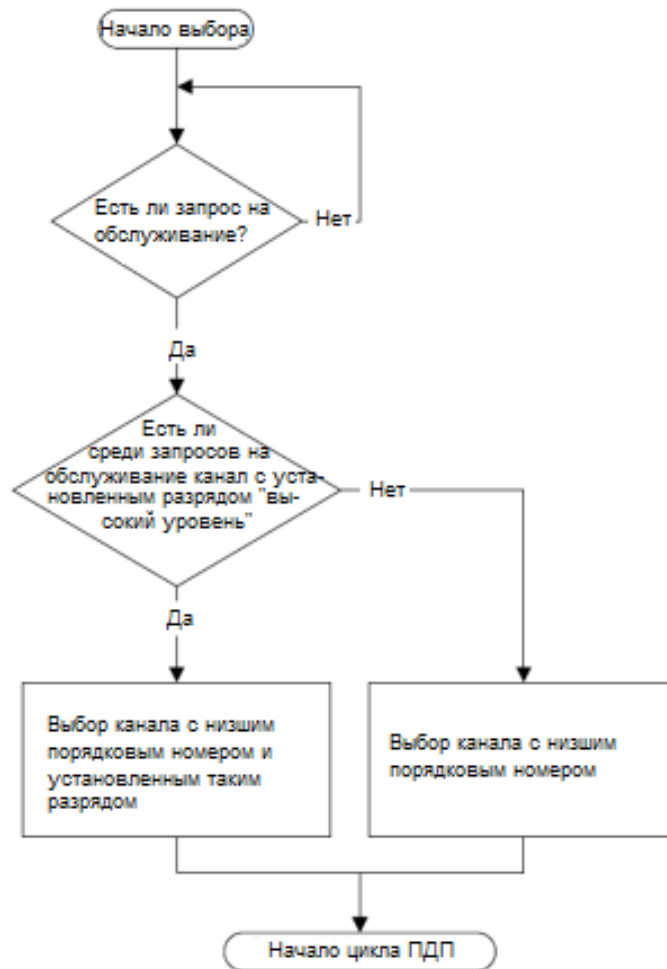 Начало выбора
Есть ли запрос на
обслуживание?
Нет
Да
Есть ли
среди запросов на
обслуживание канал с уста-
новленным разрядом "вы-
сокий уровень"
Нет
Да
Выбор канала с низшим
порядковым номером и
установленным таким
разрядом
Выбор канала с низшим
порядковым номером
Начало цикла ПДП